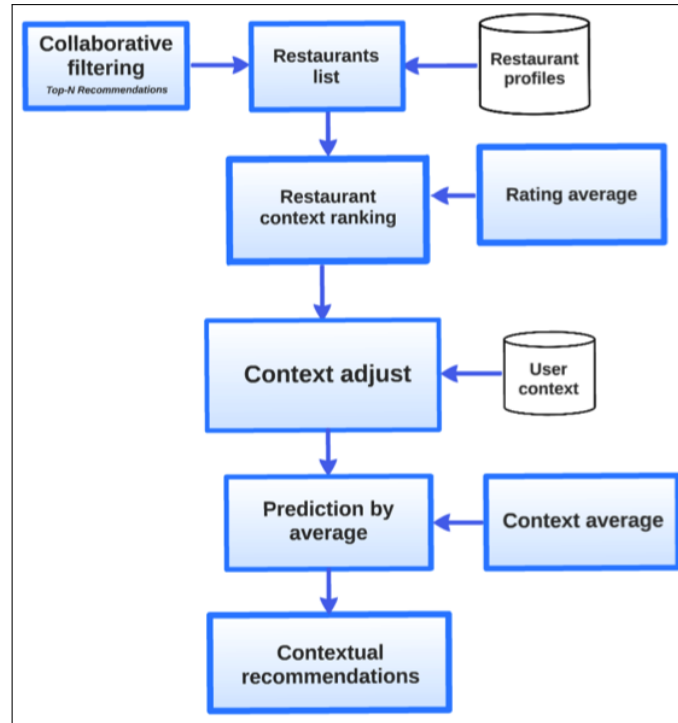 Collaborative
filtering
Top-N Recommendations
Restaurants
list
Restaurant
profiles
Restaurant
context ranking
Rating average
Context adjust
User
context
Prediction by
average
Context average
Contextual
recommendations